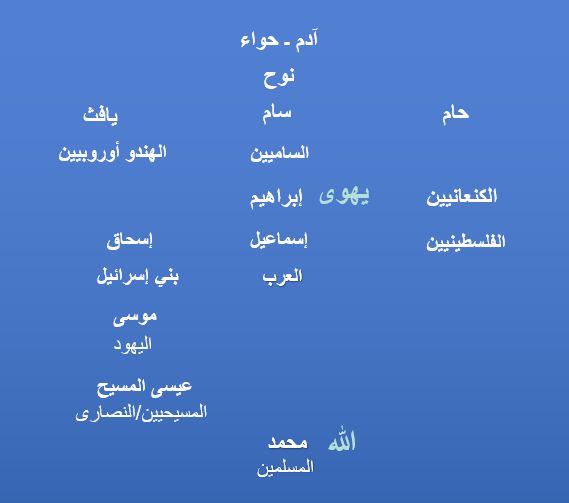 آدم - حواء
نوح
حام سام يافث
الساميين الهندو أوروبيين
الكنعانيين يهوى إبراهيم
الفلسطينيين إسماعيل إسحاق
العرب بني إسرائيل
موسى
اليهود
عيسى المسيح
المسيحيين/النصارى
الله محمد
المسلمين